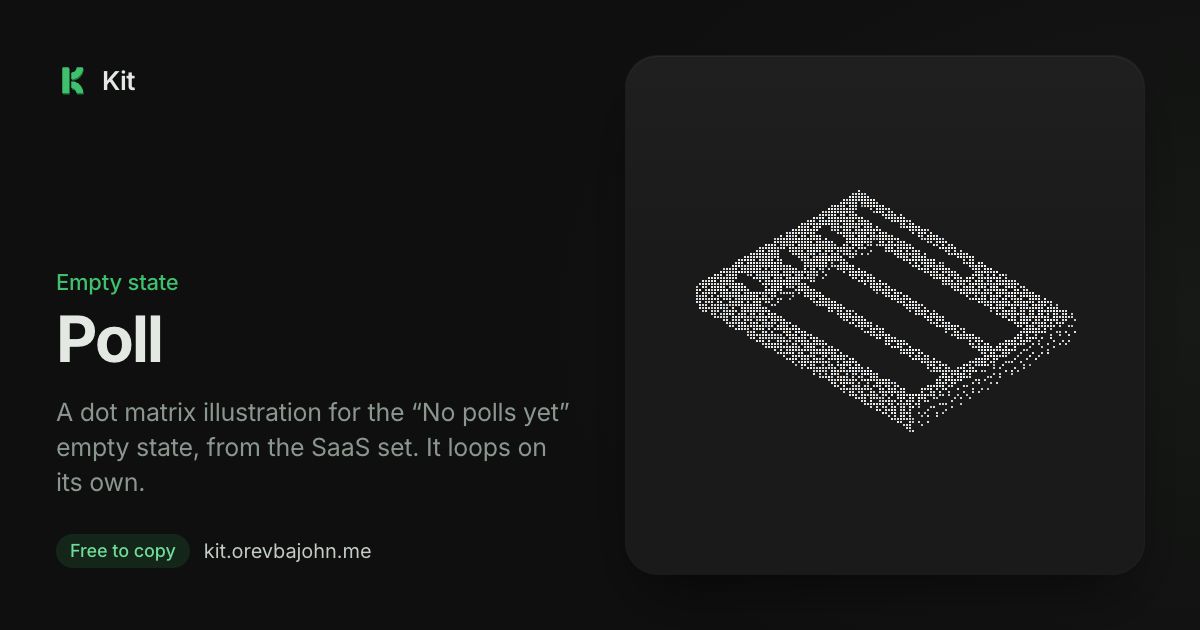 Kit
Empty state
Poll
A dot matrix illustration for the “No polls yet”
empty state, from the SaaS set. It loops on
its own.
Free to copy
kit.orevbajohn.me